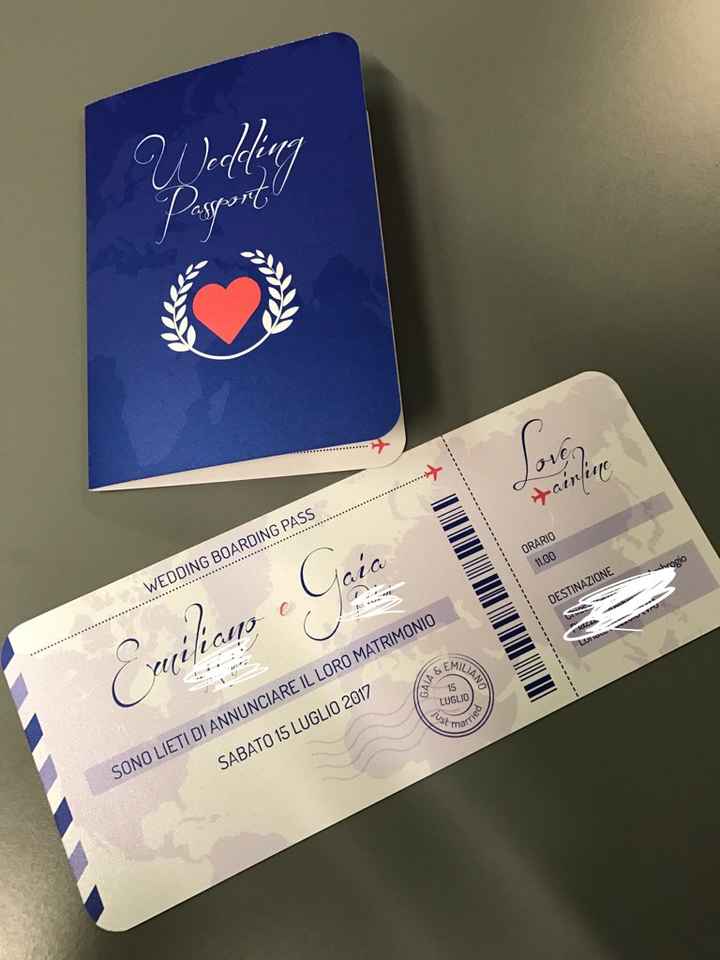 Wedding
Passport
WEDDING BOARDING PASS
Emiliano e Gaia
SONO LIETI DI ANNUNCIARE IL LORO MATRIMONIO
SABATO 15 LUGLIO 2017
GAIA & EMILIANO
15
LUGLIO
just married
Love
airline
ORARIO
11.00
DESTINAZIONE